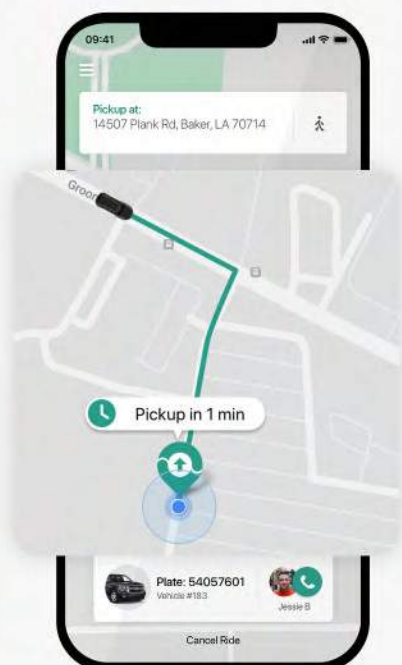 09:41
Pickup at:
14507 Plank Rd, Baker, LA 70714
Groom
Pickup in 1 min
Plate: 54057601
Vehicle #183
Jessie B
Cancel Ride